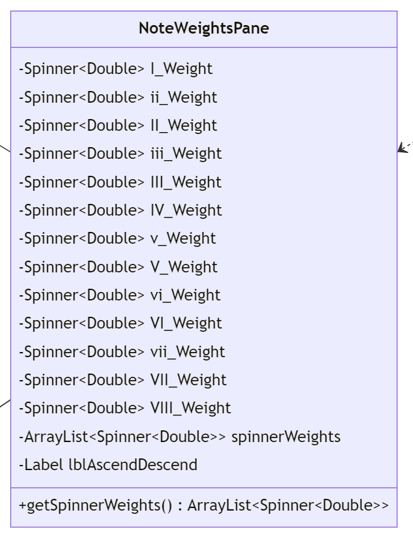 NoteWeightsPane
-Spinner<Double> I_Weight
-Spinner<Double> ii_Weight
-Spinner<Double> II_Weight
-Spinner<Double> iii_Weight
-Spinner<Double> III_Weight
-Spinner<Double> IV_Weight
-Spinner<Double> v_Weight
-Spinner<Double> V_Weight
-Spinner<Double> vi_Weight
-Spinner<Double> VI_Weight
-Spinner<Double> vii_Weight
-Spinner<Double> VII_Weight
-Spinner<Double> VIII_Weight
-ArrayList<Spinner<Double>> spinnerWeights
-Label lblAscendDescend
+getSpinnerWeights() : ArrayList<Spinner<Double>>